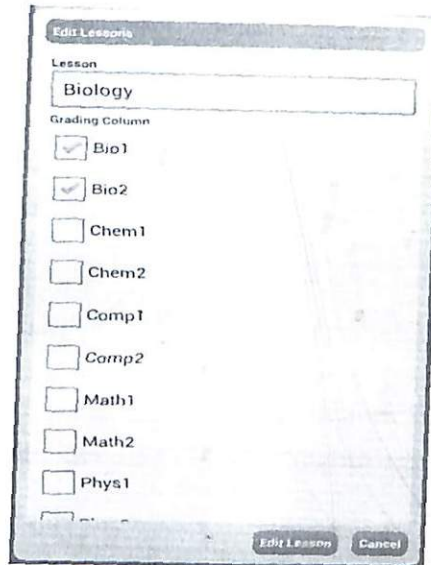 Edit Lessons
Lesson
Biology
Grading Column
Bio1
Bio2
Chem1
Chem2
Comp1
Comp2
Math1
Math2
Phys1
Edit Lesson Cancel